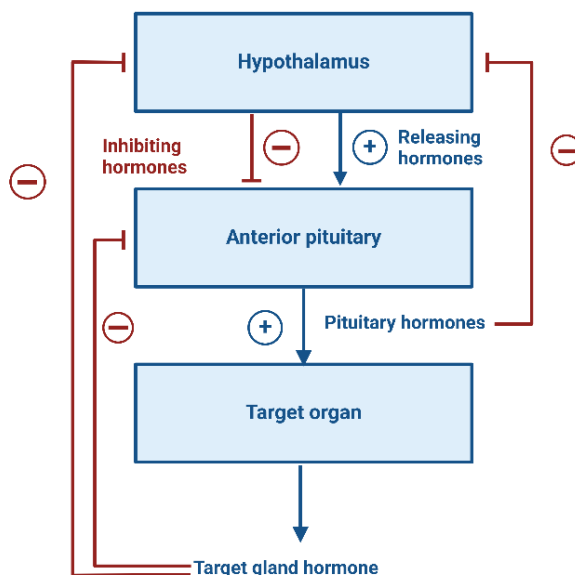 Hypothalamus
Inhibiting
hormones
−
+
Releasing
hormones
−
−
Anterior pituitary
−
+
Pituitary hormones
Target organ
Target gland hormone